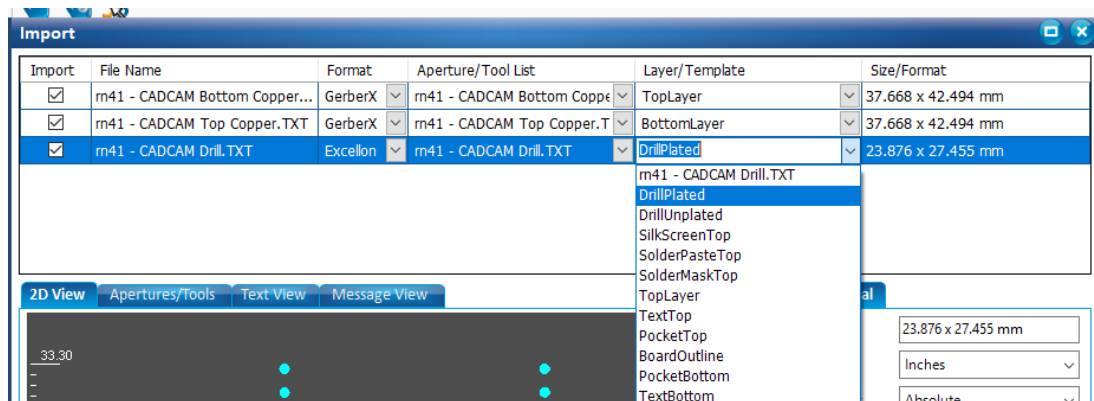 Import
Import File Name Format Aperture/Tool List Layer/Template Size/Format
rn41 - CADCAM Bottom Copper... GerberX rn41 - CADCAM Bottom Coppe TopLayer 37.668 x 42.494 mm
rn41 - CADCAM Top Copper.TXT GerberX rn41 - CADCAM Top Copper.T BottomLayer 37.668 x 42.494 mm
rn41 - CADCAM Drill.TXT Excellon rn41 - CADCAM Drill.TXT DrillPlated 23.876 x 27.455 mm
rn41 - CADCAM Drill.TXT
DrillPlated
DrillUnplated
SilkScreenTop
SolderPasteTop
SolderMaskTop
2D View Apertures/Tools Text View Message View TopLayer al
TextTop
23.876 x 27.455 mm
PocketTop
33.30 BoardOutline Inches
PocketBottom
TextBottom Absolute